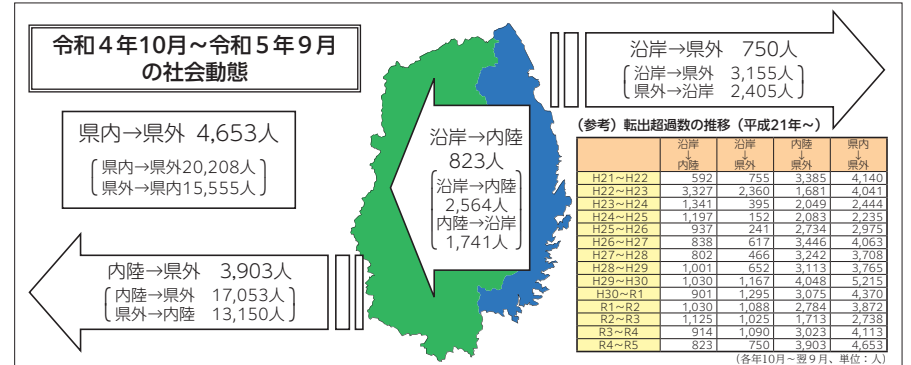 令和4年10月～令和5年9月
の社会動態
県内→県外 4,653人
県内→県外20,208人
県外→県内15,555人
内陸→県外 3,903人
内陸→県外 17,053人
県外→内陸 13,150人
沿岸→内陸
823人
沿岸→内陸
2,564人
内陸→沿岸
1,741人
沿岸→県外 750人
沿岸→県外 3,155人
県外→沿岸 2,405人
(参考)転出超過数の推移(平成21年～)
沿岸↓内陸 沿岸↓県外 内陸↓県外 県内↓県外
H21～H22 592 755 3,385 4,140
H22～H23 3,327 2,360 1,681 4,041
H23～H24 1,341 395 2,049 2,444
H24～H25 1,197 152 2,083 2,235
H25～H26 937 241 2,734 2,975
H26～H27 838 617 3,446 4,063
H27～H28 802 466 3,242 3,708
H28～H29 1,001 652 3,113 3,765
H29～H30 1,030 1,167 4,048 5,215
H30～R1 901 1,295 3,075 4,370
R1～R2 1,030 1,088 2,784 3,872
R2～R3 1,125 1,025 1,713 2,738
R3～R4 914 1,090 3,023 4,113
R4～R5 823 750 3,903 4,653
(各年10月～翌9月、単位：人)